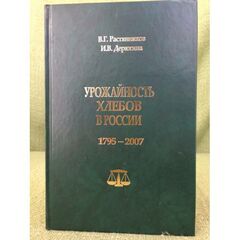 В.Г. Растянников
И.В. Дерюгина
УРОЖАЙНОСТЬ
ХЛЕБОВ
В РОССИИ
1795 – 2007